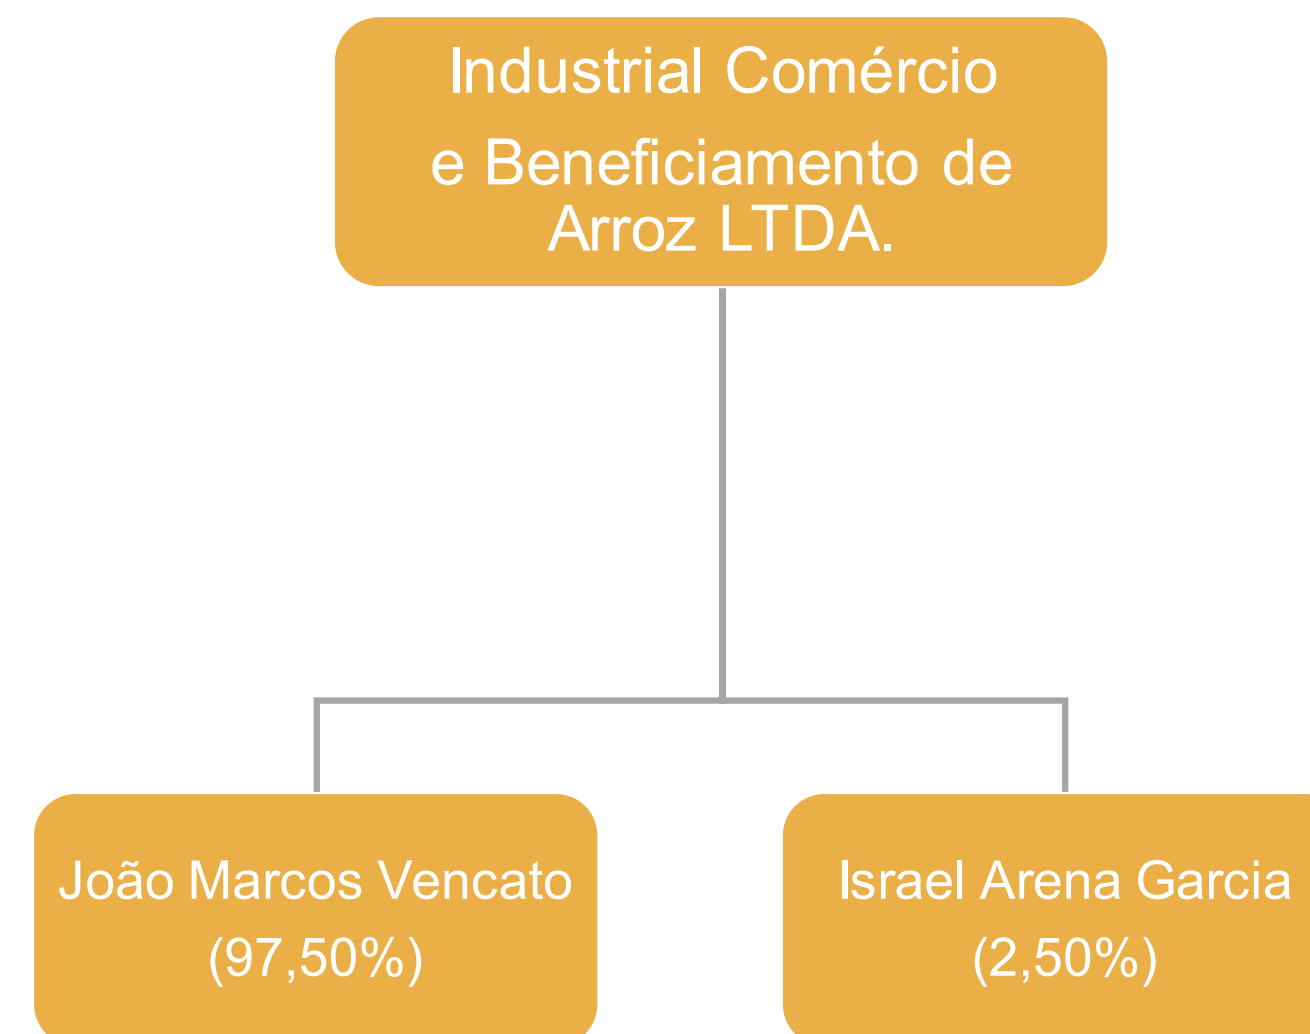 Industrial Comércio
e Beneficiamento de
Arroz LTDA.
João Marcos Vencato
(97,50%)
Israel Arena Garcia
(2,50%)